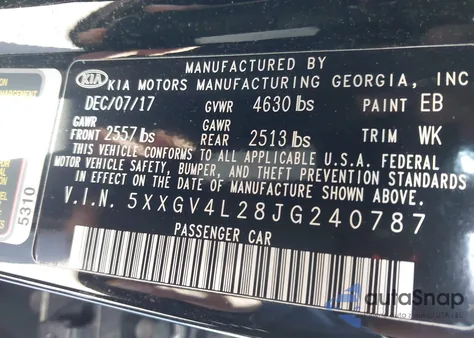 MANUFACTURED BY
KIA KIA MOTORS MANUFACTURING GEORGIA, INC
DEC/07/17 GVWR 4630 lbs PAINT EB
GAWR FRONT 2557 lbs GAWR REAR 2513 lbs TRIM WK
THIS VEHICLE CONFORMS TO ALL APPLICABLE U.S.A. FEDERAL
MOTOR VEHICLE SAFETY, BUMPER, AND THEFT PREVENTION STANDARDS
IN EFFECT ON THE DATE OF MANUFACTURE SHOWN ABOVE.
V.I.N. 5XXGV4L28JG240787
PASSENGER CAR
5310
autoSnap